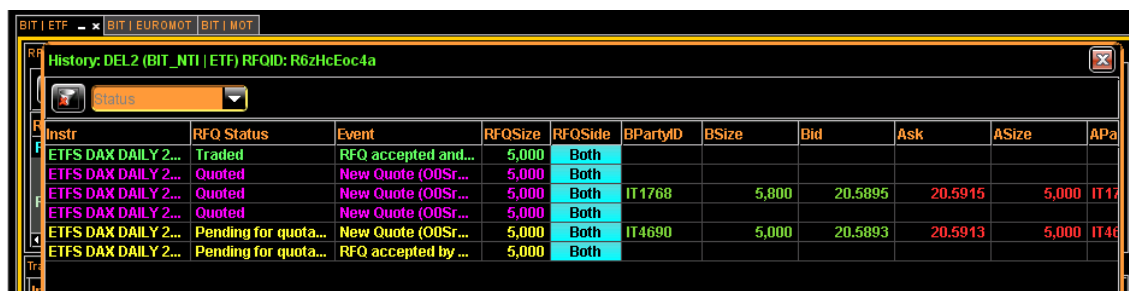 BIT | ETF BIT | EUROMOT BIT | MOT
History: DEL2 (BIT_NTI | ETF) RFQID: R6zHcEoc4a
Status
Instr RFQ Status Event RFQSize RFQSide BPartyID BSize Bid Ask ASize APa
ETFS DAX DAILY 2... Traded RFQ accepted and... 5,000 Both
ETFS DAX DAILY 2... Quoted New Quote (O0Sr... 5,000 Both
ETFS DAX DAILY 2... Quoted New Quote (O0Sr... 5,000 Both IT1768 5,800 20.5895 20.5915 5,000 IT17
ETFS DAX DAILY 2... Quoted New Quote (O0Sr... 5,000 Both
ETFS DAX DAILY 2... Pending for quota... New Quote (O0Sr... 5,000 Both IT4690 5,000 20.5893 20.5913 5,000 IT46
ETFS DAX DAILY 2... Pending for quota... RFQ accepted by ... 5,000 Both